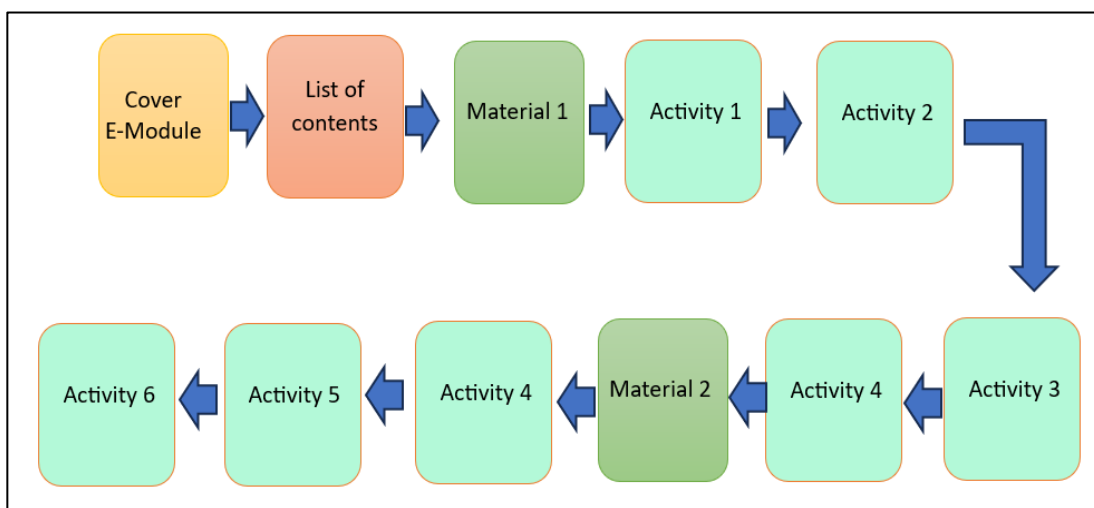 Cover
E-Module
List of
contents
Material 1
Activity 1
Activity 2
Activity 3
Activity 4
Material 2
Activity 4
Activity 5
Activity 6